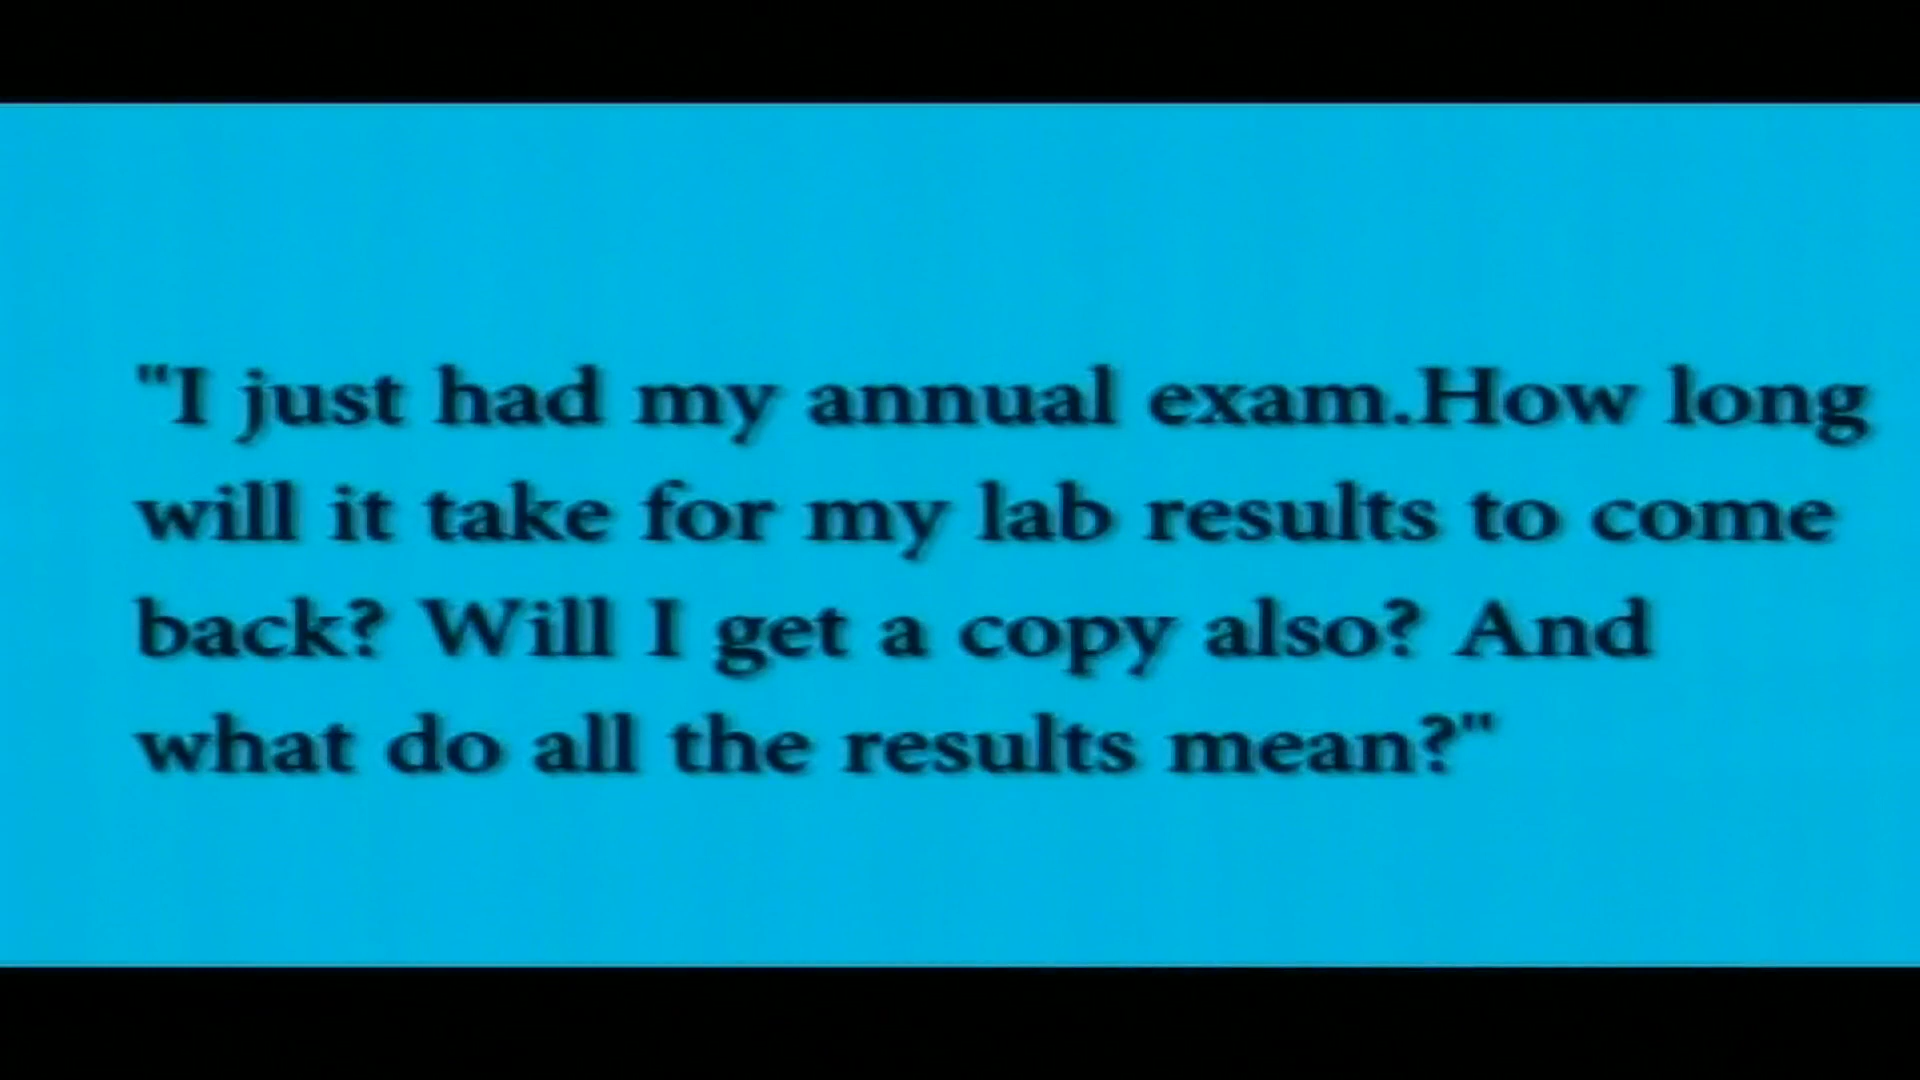 "I just had my annual exam.How long
will it take for my lab results to come
back? Will I get a copy also? And
what do all the results mean?"